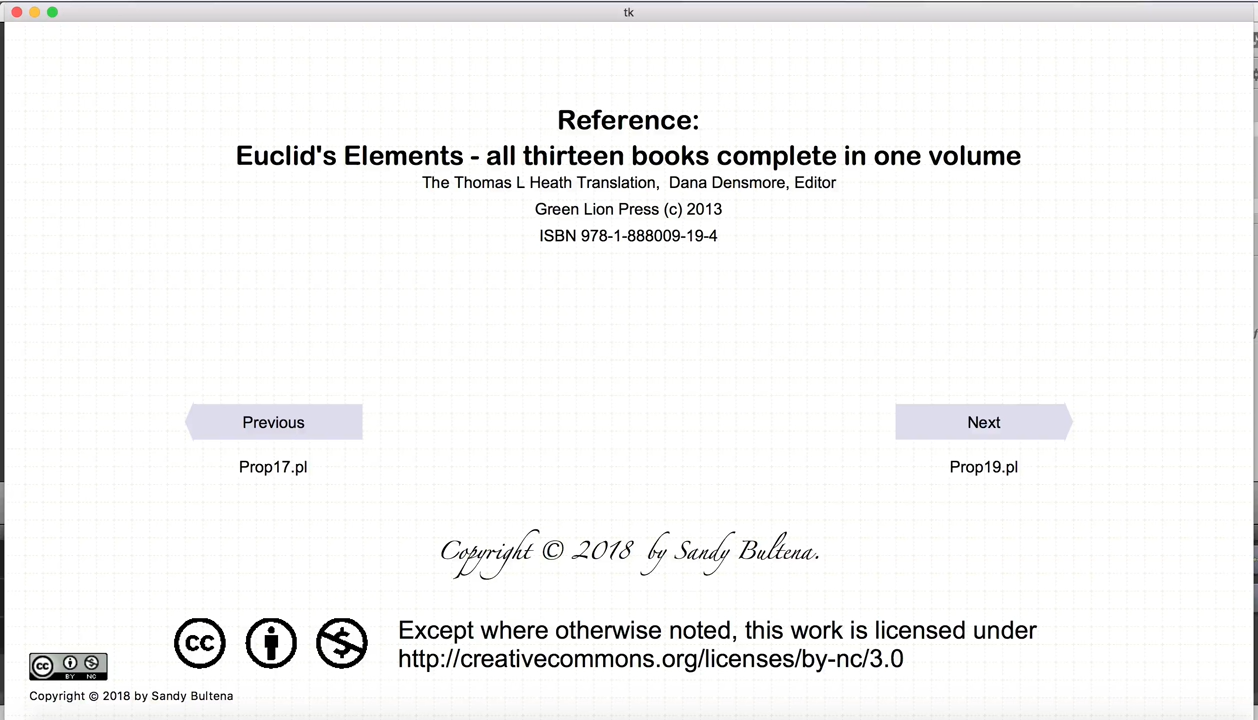 tk
Reference:
Euclid's Elements - all thirteen books complete in one volume
The Thomas L Heath Translation,  Dana Densmore, Editor
Green Lion Press (c) 2013
ISBN 978-1-888009-19-4
Previous
Next
Prop17.pl
Prop19.pl
Copyright © 2018 by Sandy Bultena.
Except where otherwise noted, this work is licensed under
http://creativecommons.org/licenses/by-nc/3.0
cc
cc
BY NC
Copyright © 2018 by Sandy Bultena